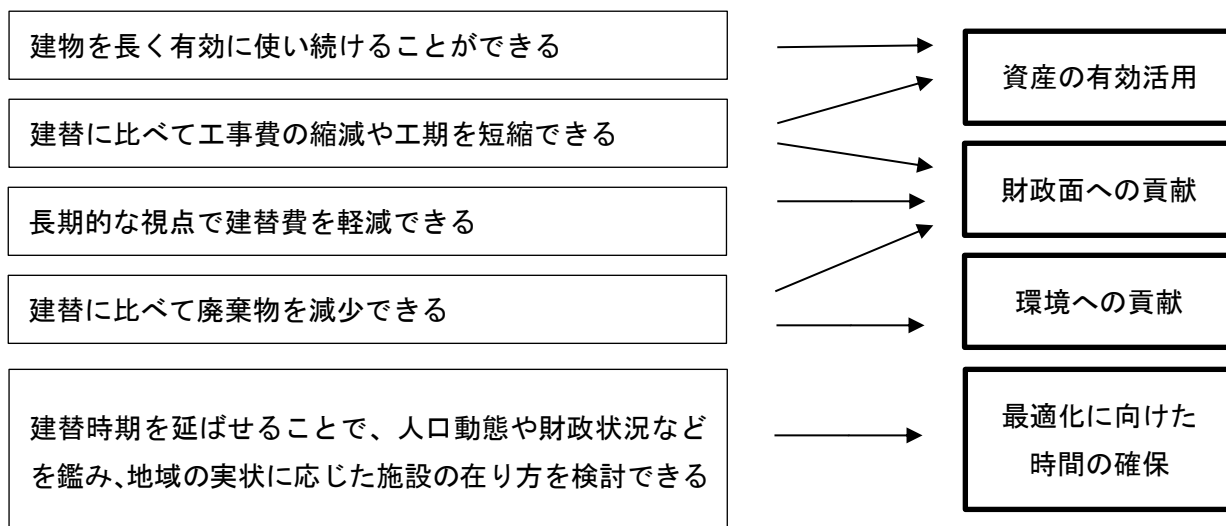 建物を長く有効に使い続けることができる
建替に比べて工事費の縮減や工期を短縮できる
長期的な視点で建替費を軽減できる
建替に比べて廃棄物を減少できる
建替時期を延ばせることで、人口動態や財政状況など
を鑑み、地域の実状に応じた施設の在り方を検討できる
資産の有効活用
財政面への貢献
環境への貢献
最適化に向けた
時間の確保